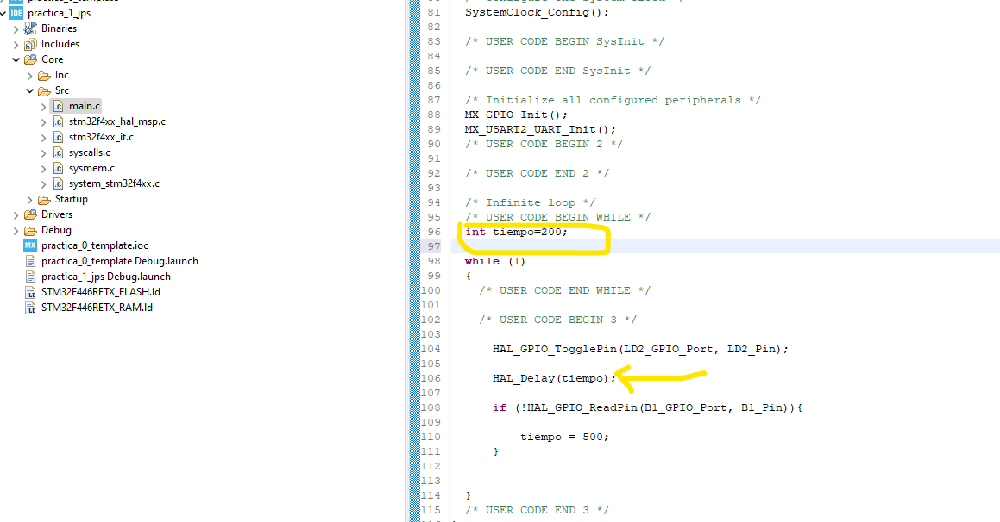 practica_0_template
IDE practica_1_jps
Binaries
Includes
Core
Inc
Src
.c main.c
.c stm32f4xx_hal_msp.c
.c stm32f4xx_it.c
.c syscalls.c
.c sysmem.c
.c system_stm32f4xx.c
Startup
Drivers
Debug
MX practica_0_template.ioc
practica_0_template Debug.launch
practica_1_jps Debug.launch
LD STM32F446RETX_FLASH.ld
LD STM32F446RETX_RAM.ld
81 SystemClock_Config();
82
83 /* USER CODE BEGIN SysInit */
84
85 /* USER CODE END SysInit */
86
87 /* Initialize all configured peripherals */
88 MX_GPIO_Init();
89 MX_USART2_UART_Init();
90 /* USER CODE BEGIN 2 */
91
92 /* USER CODE END 2 */
93
94 /* Infinite loop */
95 /* USER CODE BEGIN WHILE */
96 int tiempo=200;
97
98 while (1)
99 {
100 /* USER CODE END WHILE */
101
102 /* USER CODE BEGIN 3 */
103
104 HAL_GPIO_TogglePin(LD2_GPIO_Port, LD2_Pin);
105
106 HAL_Delay(tiempo);
107
108 if (!HAL_GPIO_ReadPin(B1_GPIO_Port, B1_Pin)){
109
110 tiempo = 500;
111 }
112
113
114 }
115 /* USER CODE END 3 */